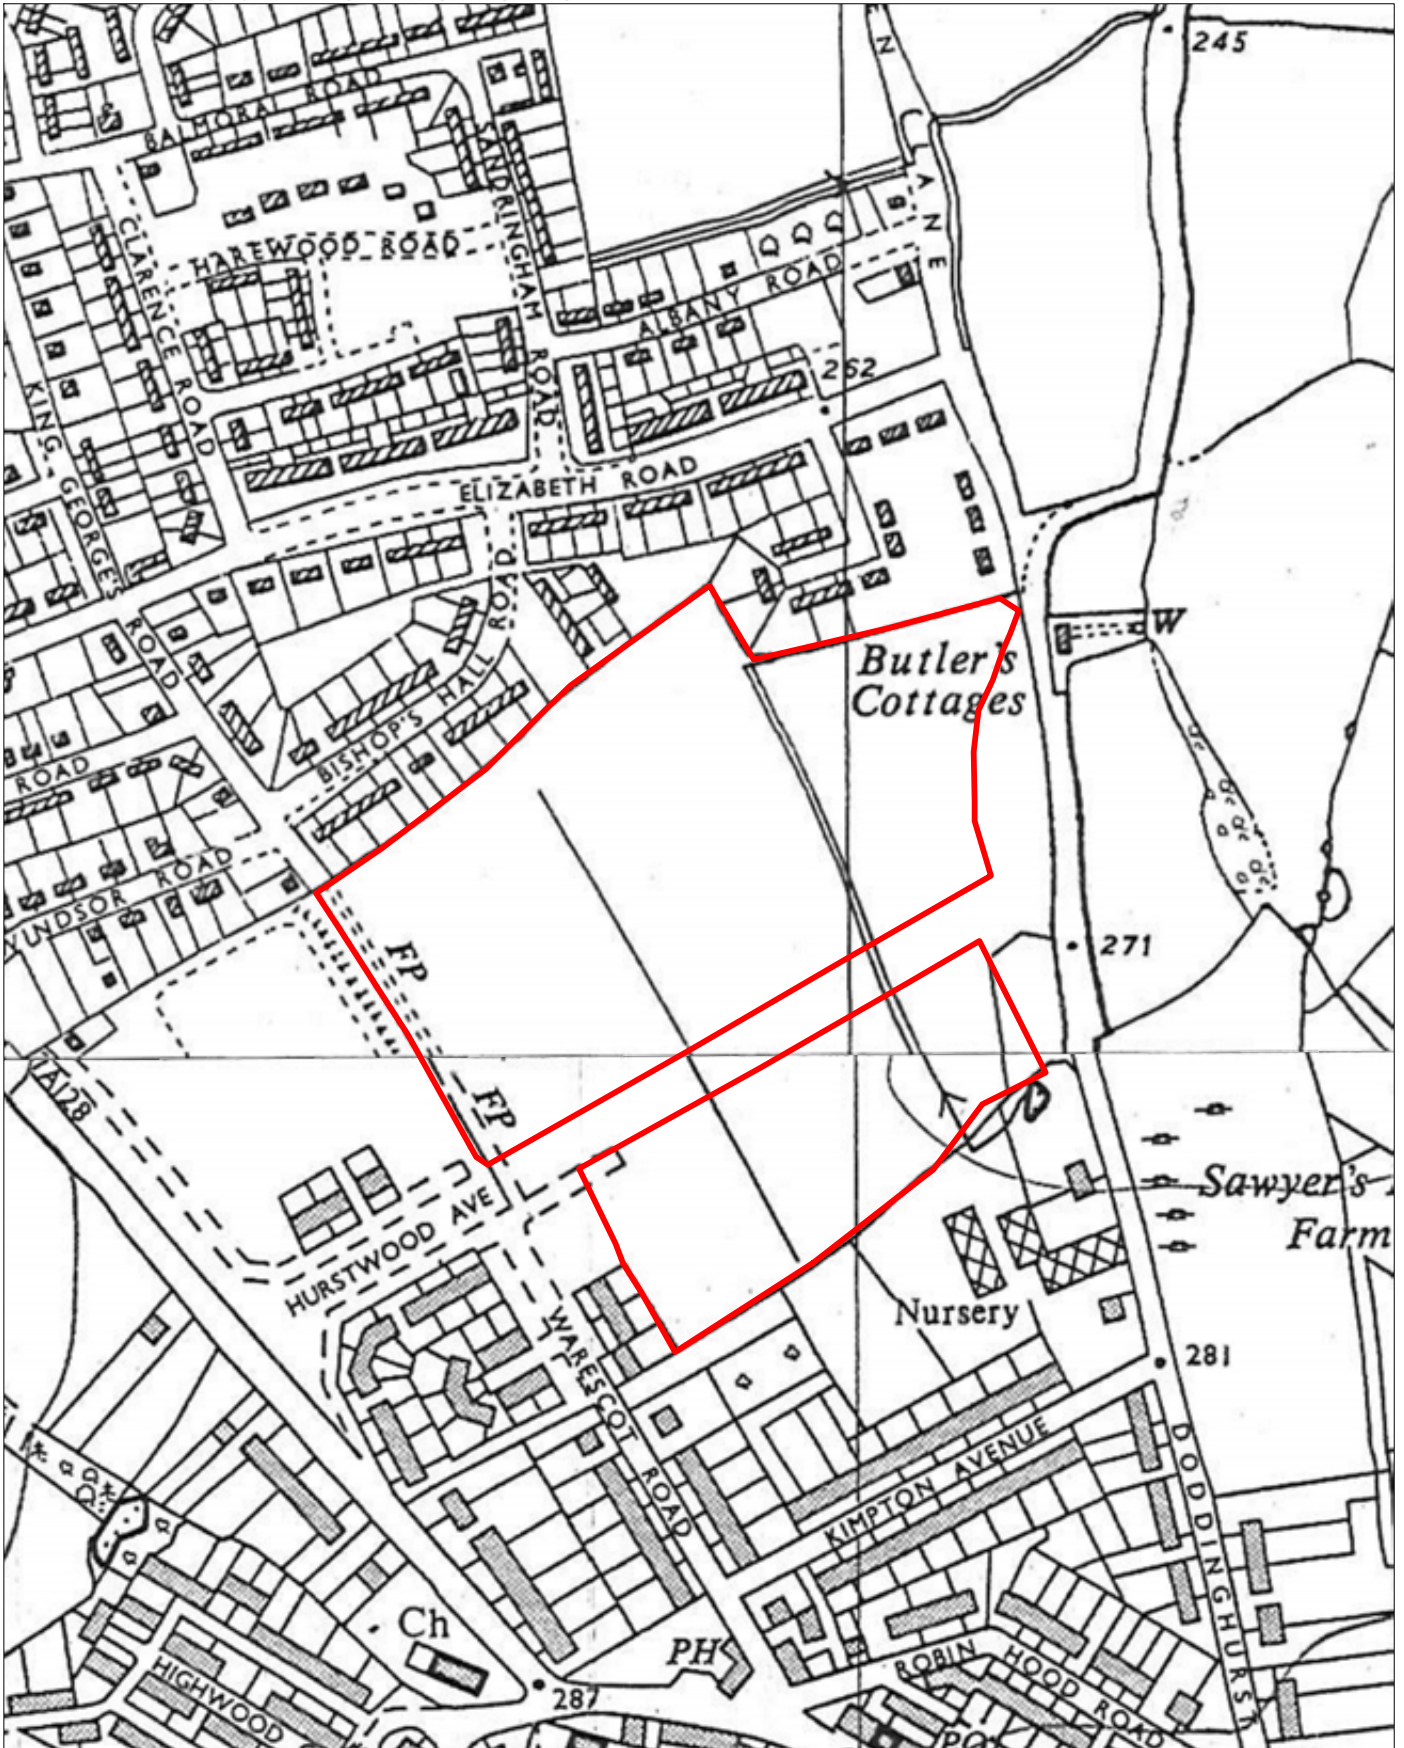 245
BALMORAL ROAD
SANDRINGHAM ROAD
CLARENCE ROAD
HAREWOOD ROAD
LANE
ALBANY ROAD
262
KING GEORGE'S ROAD
ELIZABETH ROAD
BISHOP'S HALL ROAD
W
Butler's
Cottages
ROAD
WINDSOR ROAD
FP
271
A128
FP
Sawyer's
Farm
HURSTWOOD AVE
Nursery
WARESCOT ROAD
281
KIMPTON AVENUE
DODDINGHURST
Ch
PH
ROBIN HOOD ROAD
HIGHWOOD
287
PO